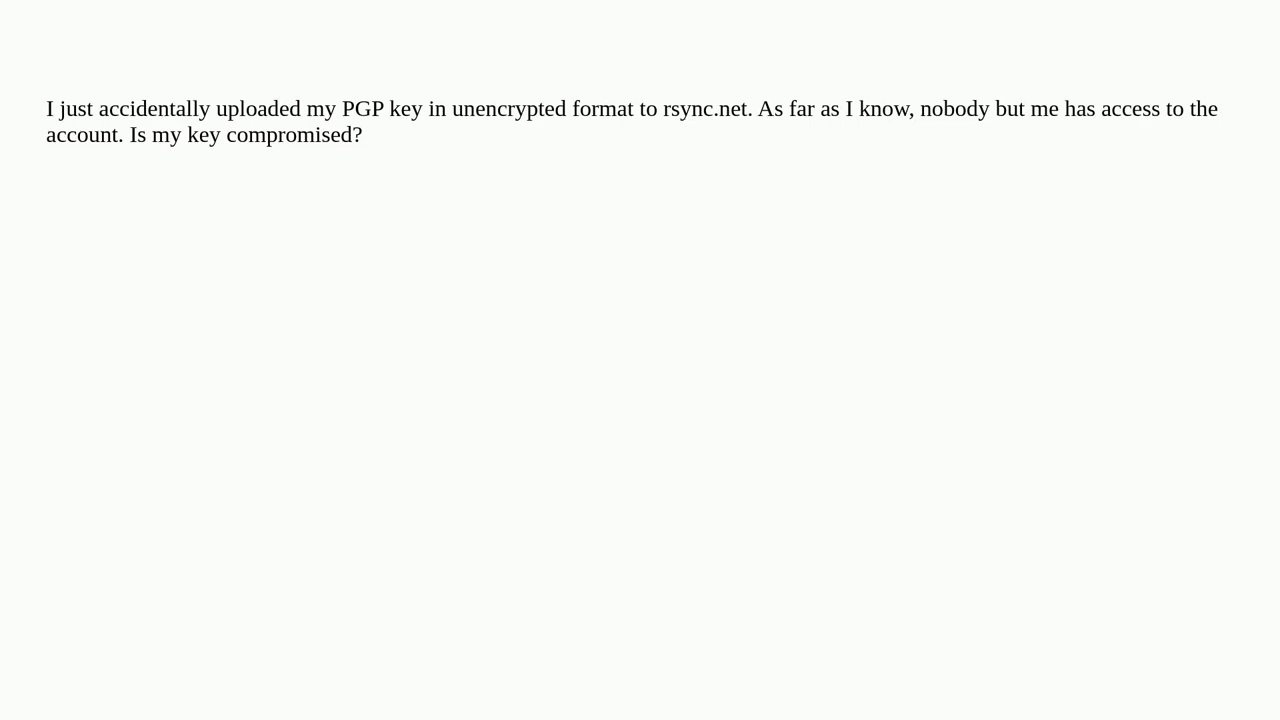 I just accidentally uploaded my PGP key in unencrypted format to rsync.net. As far as I know, nobody but me has access to the
account. Is my key compromised?